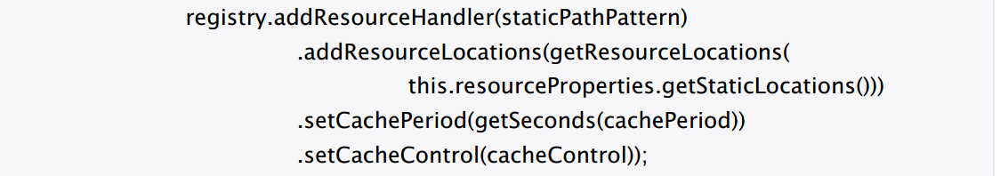 registry.addResourceHandler(staticPathPattern)
.addResourceLocations(getResourceLocations(
this.resourceProperties.getStaticLocations()))
.setCachePeriod(getSeconds(cachePeriod))
.setCacheControl(cacheControl));